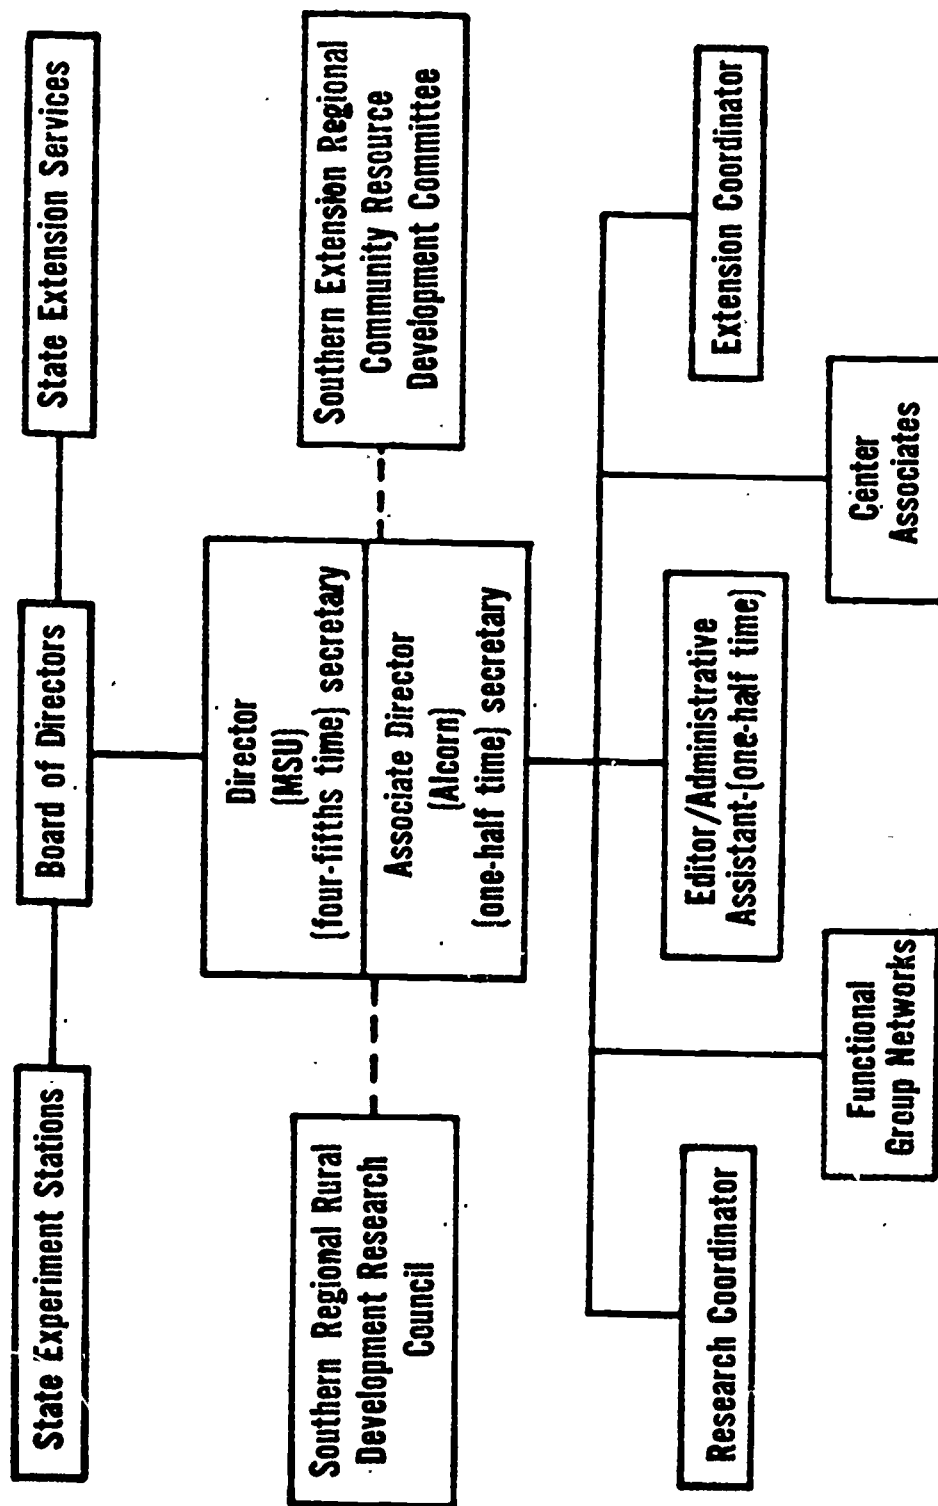 State Experiment Stations
Board of Directors
State Extension Services
Southern Regional Rural
Development Research
Council
Director
(MSU)
(four-fifths time) secretary
Associate Director
(Alcorn)
(one-half time) secretary
Southern Extension Regional
Community Resource
Development Committee
Research Coordinator
Functional
Group Networks
Editor/Administrative
Assistant-(one-half time)
Center
Associates
Extension Coordinator